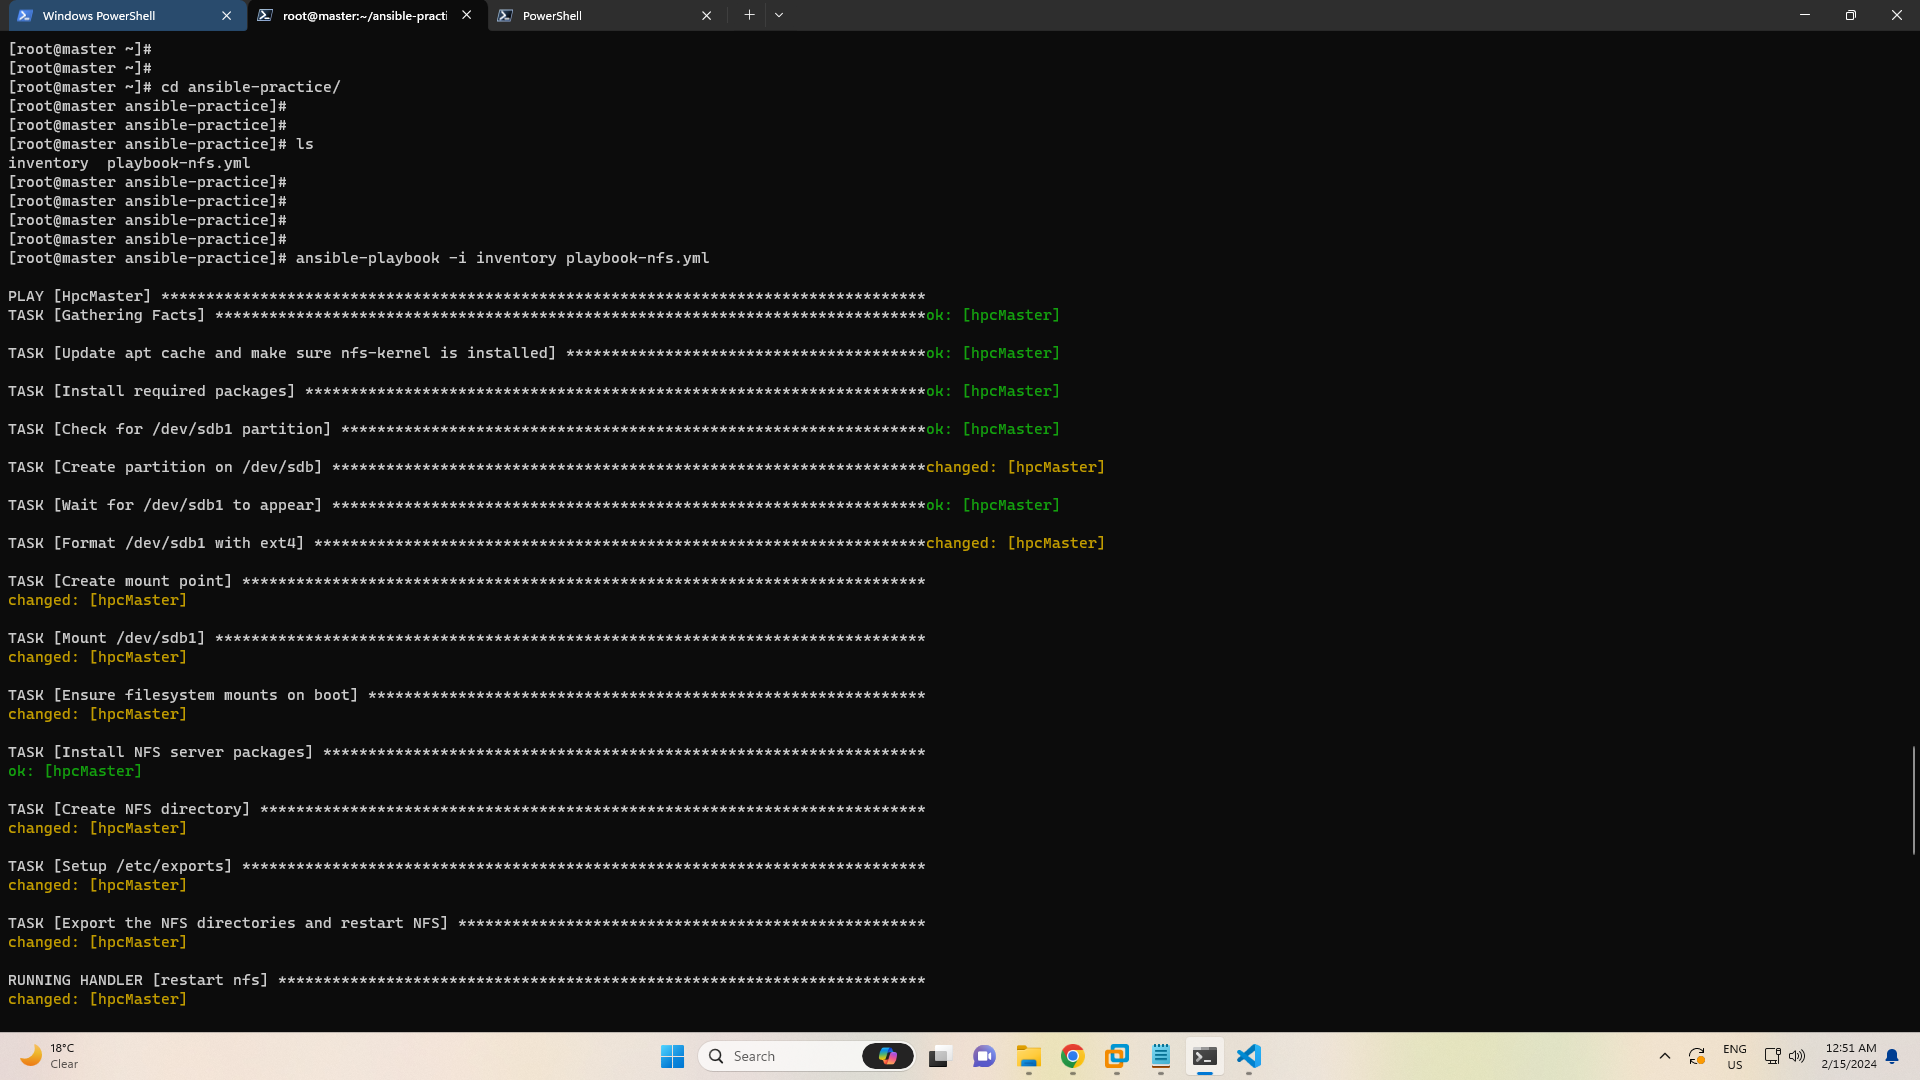 Windows PowerShell
root@master:~/ansible-practi
PowerShell
[root@master ~]#
[root@master ~]#
[root@master ~]# cd ansible-practice/
[root@master ansible-practice]#
[root@master ansible-practice]#
[root@master ansible-practice]# ls
inventory  playbook-nfs.yml
[root@master ansible-practice]#
[root@master ansible-practice]#
[root@master ansible-practice]#
[root@master ansible-practice]#
[root@master ansible-practice]# ansible-playbook -i inventory playbook-nfs.yml
PLAY [HpcMaster] *************************************************************************************
TASK [Gathering Facts] *******************************************************************************ok: [hpcMaster]
TASK [Update apt cache and make sure nfs-kernel is installed] ****************************************ok: [hpcMaster]
TASK [Install required packages] *********************************************************************ok: [hpcMaster]
TASK [Check for /dev/sdb1 partition] *****************************************************************ok: [hpcMaster]
TASK [Create partition on /dev/sdb] ******************************************************************changed: [hpcMaster]
TASK [Wait for /dev/sdb1 to appear] ******************************************************************ok: [hpcMaster]
TASK [Format /dev/sdb1 with ext4] ********************************************************************changed: [hpcMaster]
TASK [Create mount point] ****************************************************************************
changed: [hpcMaster]
TASK [Mount /dev/sdb1] *******************************************************************************
changed: [hpcMaster]
TASK [Ensure filesystem mounts on boot] **************************************************************
changed: [hpcMaster]
TASK [Install NFS server packages] *******************************************************************
ok: [hpcMaster]
TASK [Create NFS directory] **************************************************************************
changed: [hpcMaster]
TASK [Setup /etc/exports] ****************************************************************************
changed: [hpcMaster]
TASK [Export the NFS directories and restart NFS] ****************************************************
changed: [hpcMaster]
RUNNING HANDLER [restart nfs] ************************************************************************
changed: [hpcMaster]
18°C
Clear
Search
ENG
US
12:51 AM
2/15/2024